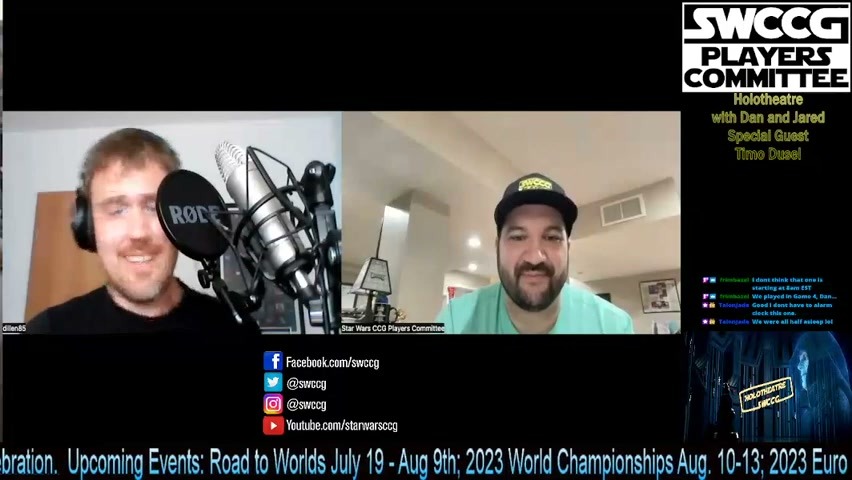 SWCCG
PLAYERS
COMMITTEE
Holotheatre
with Dan and Jared
Special Guest
Timo Dusel
RØDE
SWCCG
dillen85
Star Wars CCG Players Committee
I dont think that one is
starting at 8am EST
We played in Game 4, Dan...
Talonjade Good I dont have to alarm
clock this one.
Talonjade We were all half asleep lol
Facebook.com/swccg
@swccg
@swccg
Youtube.com/starwarsccg
HOLOTHEATRE
SWCCG
ebration. Upcoming Events: Road to Worlds July 19 - Aug 9th; 2023 World Championships Aug. 10-13; 2023 Euro